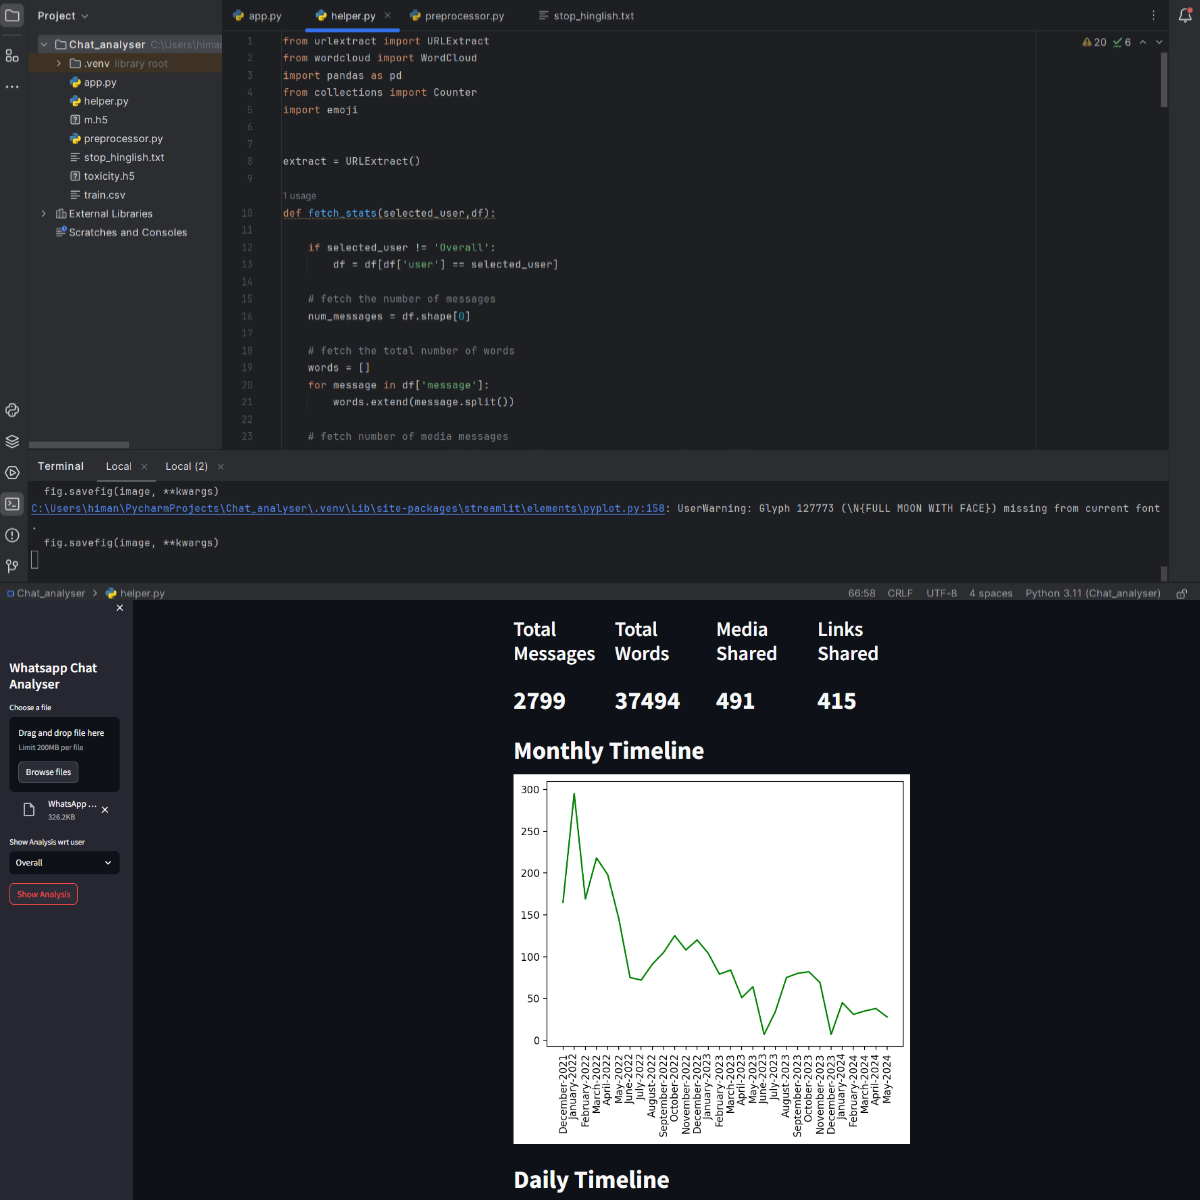 Project
app.py
helper.py
preprocessor.py
stop_hinglish.txt
Chat_analyser C:\Users\himan
.venv library root
app.py
helper.py
m.h5
preprocessor.py
stop_hinglish.txt
toxicity.h5
train.csv
External Libraries
Scratches and Consoles
20 6
1 from urlextract import URLExtract
2 from wordcloud import WordCloud
3 import pandas as pd
4 from collections import Counter
5 import emoji
6
7
8 extract = URLExtract()
9
1 usage
10 def fetch_stats(selected_user,df):
11
12 if selected_user != 'Overall':
13 df = df[df['user'] == selected_user]
14
15 # fetch the number of messages
16 num_messages = df.shape[0]
17
18 # fetch the total number of words
19 words = []
20 for message in df['message']:
21 words.extend(message.split())
22
23 # fetch number of media messages
Terminal Local Local (2)
fig.savefig(image, **kwargs)
C:\Users\himan\PycharmProjects\Chat_analyser\.venv\Lib\site-packages\streamlit\elements\pyplot.py:158: UserWarning: Glyph 127773 (\N{FULL MOON WITH FACE}) missing from current font
.
fig.savefig(image, **kwargs)
Chat_analyser > helper.py
66:58 CRLF UTF-8 4 spaces Python 3.11 (Chat_analyser)
Whatsapp Chat
Analyser
Choose a file
Drag and drop file here
Limit 200MB per file
Browse files
WhatsApp ...
326.2KB
Show Analysis wrt user
Overall
Show Analysis
Total
Messages
Total
Words
Media
Shared
Links
Shared
2799 37494 491 415
Monthly Timeline
300
250
200
150
100
50
0
December-2021
January-2022
February-2022
March-2022
April-2022
May-2022
June-2022
July-2022
August-2022
September-2022
October-2022
November-2022
December-2022
January-2023
February-2023
March-2023
April-2023
May-2023
June-2023
July-2023
August-2023
September-2023
October-2023
November-2023
December-2023
January-2024
February-2024
March-2024
April-2024
May-2024
Daily Timeline